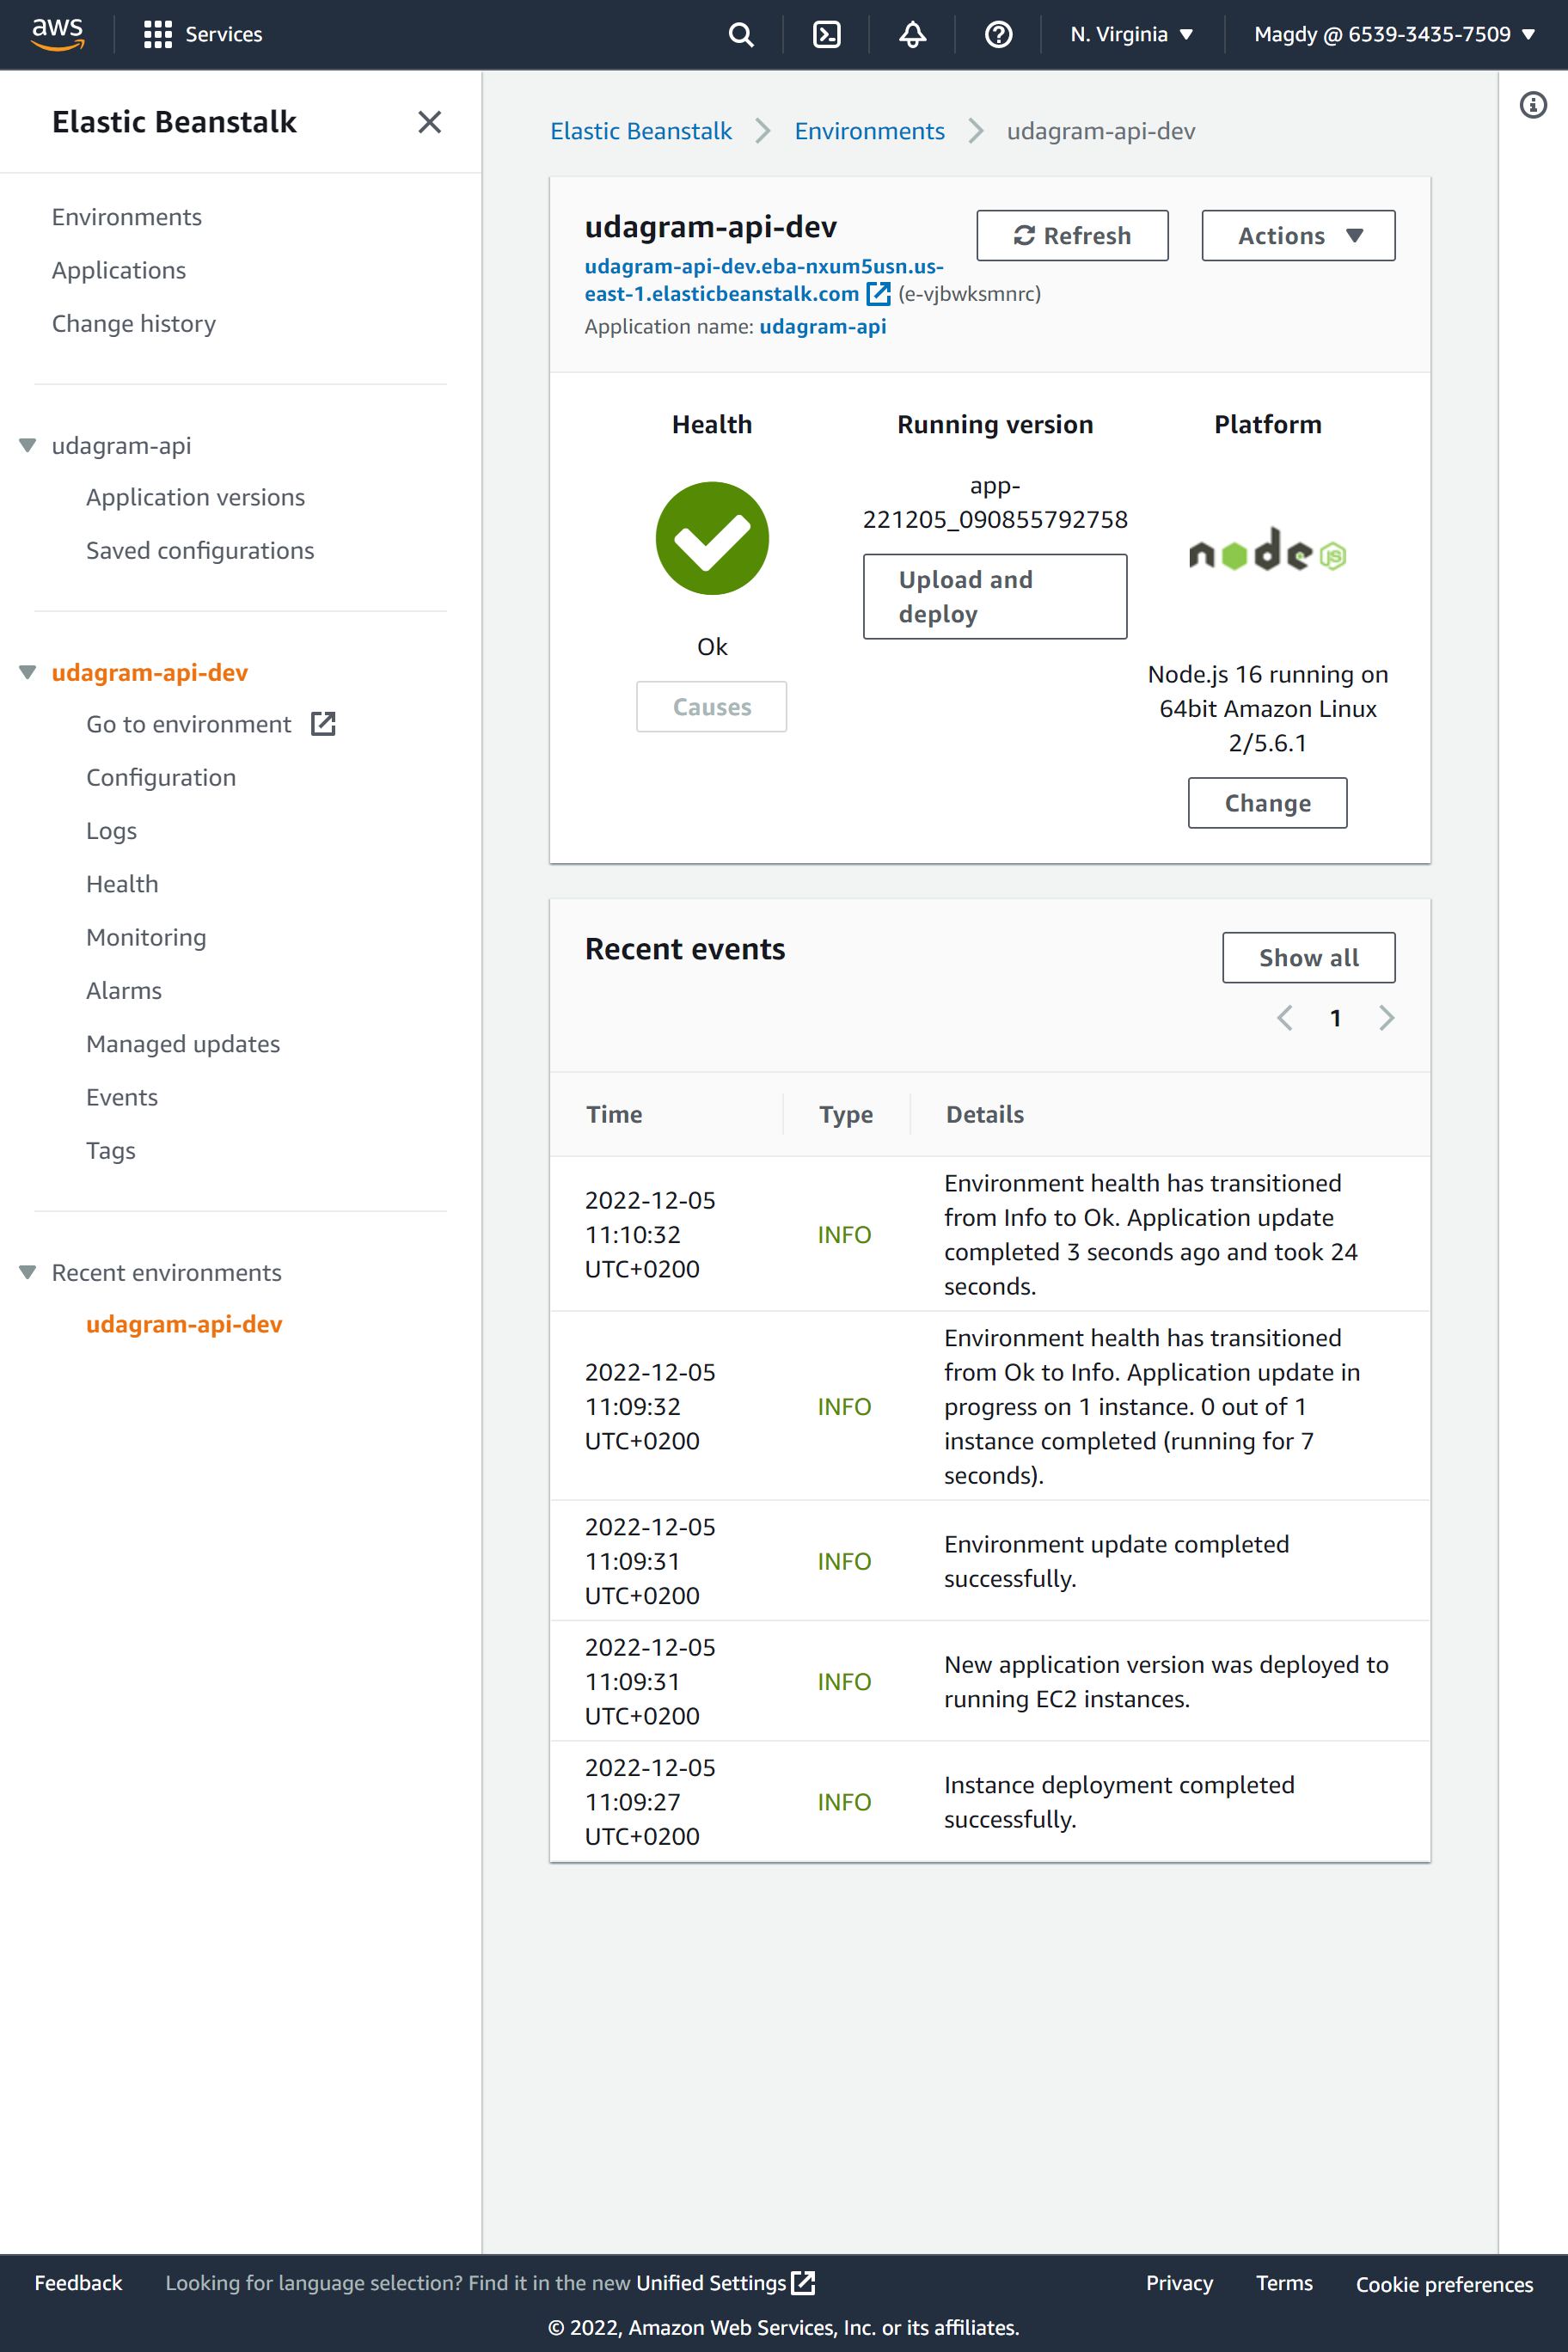 aws
Services
N. Virginia
Magdy @ 6539-3435-7509
Elastic Beanstalk
Environments
Applications
Change history
udagram-api
Application versions
Saved configurations
udagram-api-dev
Go to environment
Configuration
Logs
Health
Monitoring
Alarms
Managed updates
Events
Tags
Recent environments
udagram-api-dev
Elastic Beanstalk
Environments
udagram-api-dev
udagram-api-dev
Refresh
Actions
udagram-api-dev.eba-nxum5usn.us-
east-1.elasticbeanstalk.com (e-vjbwksmnrc)
Application name: udagram-api
Health
Ok
Causes
Running version
app-
221205_090855792758
Upload and
deploy
Platform
node JS
Node.js 16 running on
64bit Amazon Linux
2/5.6.1
Change
Recent events
Show all
1
Time
Type
Details
2022-12-05
11:10:32
UTC+0200
INFO
Environment health has transitioned
from Info to Ok. Application update
completed 3 seconds ago and took 24
seconds.
2022-12-05
11:09:32
UTC+0200
INFO
Environment health has transitioned
from Ok to Info. Application update in
progress on 1 instance. 0 out of 1
instance completed (running for 7
seconds).
2022-12-05
11:09:31
UTC+0200
INFO
Environment update completed
successfully.
2022-12-05
11:09:31
UTC+0200
INFO
New application version was deployed to
running EC2 instances.
2022-12-05
11:09:27
UTC+0200
INFO
Instance deployment completed
successfully.
Feedback
Looking for language selection? Find it in the new Unified Settings
Privacy
Terms
Cookie preferences
© 2022, Amazon Web Services, Inc. or its affiliates.